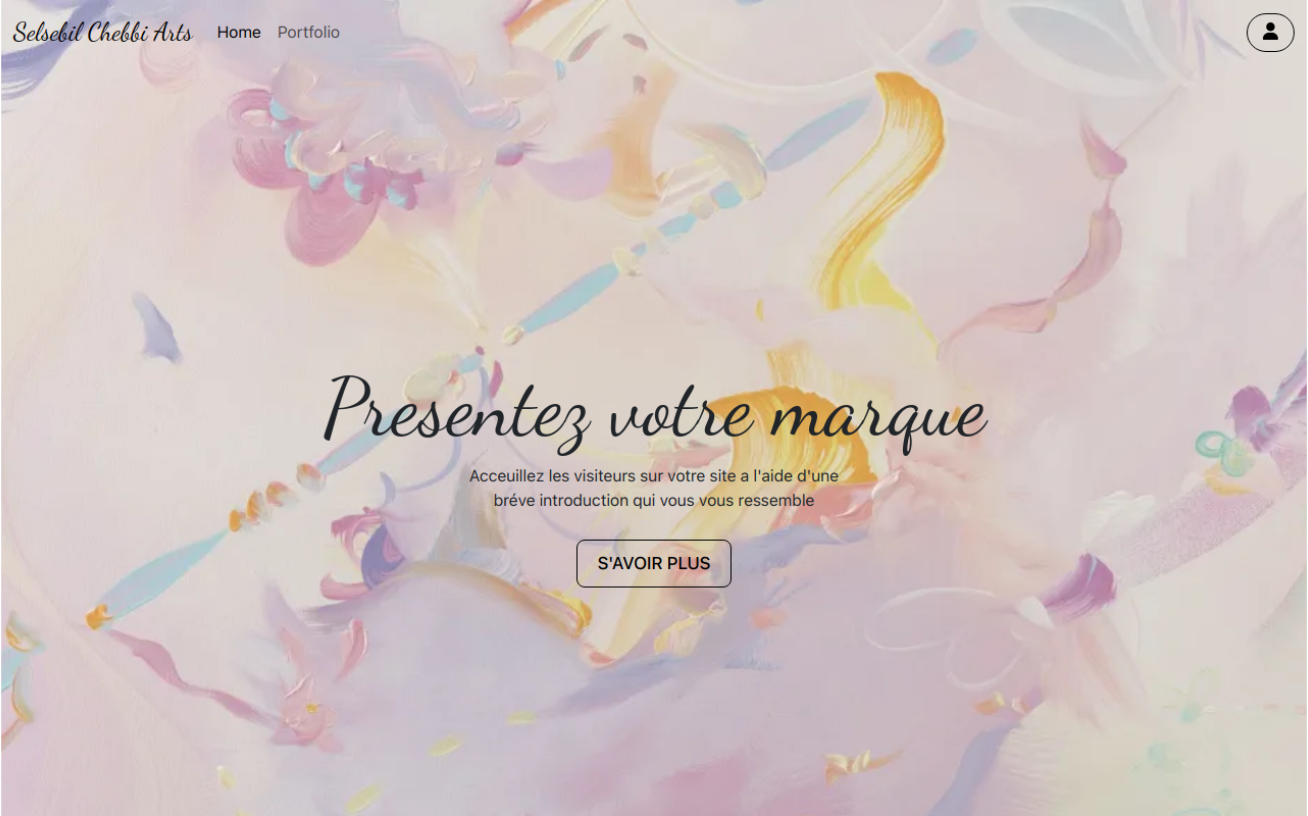 Selsebil Chebbi Arts Home Portfolio
Presentez votre marque
Acceuillez les visiteurs sur votre site a l'aide d'une
bréve introduction qui vous vous ressemble
S'AVOIR PLUS